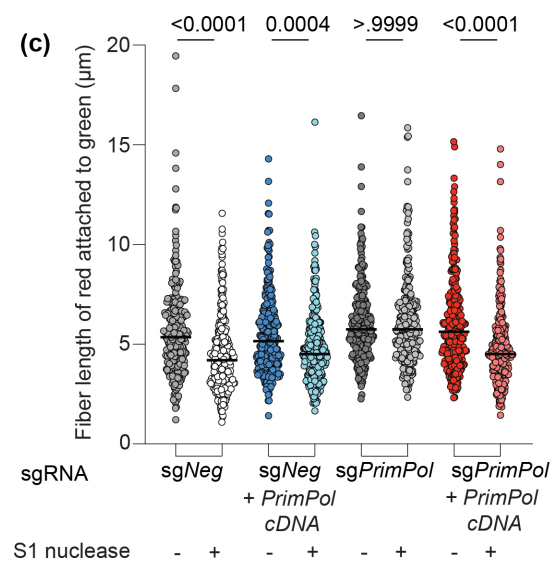 (c)
<0.0001 0.0004 >.9999 <0.0001
Fiber length of red attached to green (μm)
20
15
10
5
0
sgRNA sgNeg sgNeg sgPrimPol sgPrimPol
+ PrimPol + PrimPol
cDNA cDNA
S1 nuclease - + - + - + - +